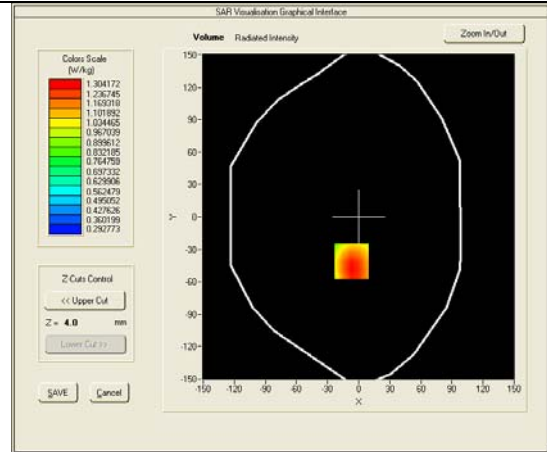 SAR Visualisation Graphical Interface
Volume Radiated Intensity
Zoom In/Out
Colors Scale
(W/kg)
1.304172
1.236745
1.169318
1.101892
1.034465
0.967039
0.899612
0.832185
0.764759
0.697332
0.629906
0.562479
0.495052
0.427626
0.360199
0.292773
Z-Cuts Control
<< Upper Cut
Z = 4.0 mm
Lower Cut >>
SAVE Cancel
150-
120-
90-
60-
30-
0-
-30-
-60-
-90-
-120-
-150-
Y
-150 -120 -90 -60 -30 0 30 60 90 120 150
X